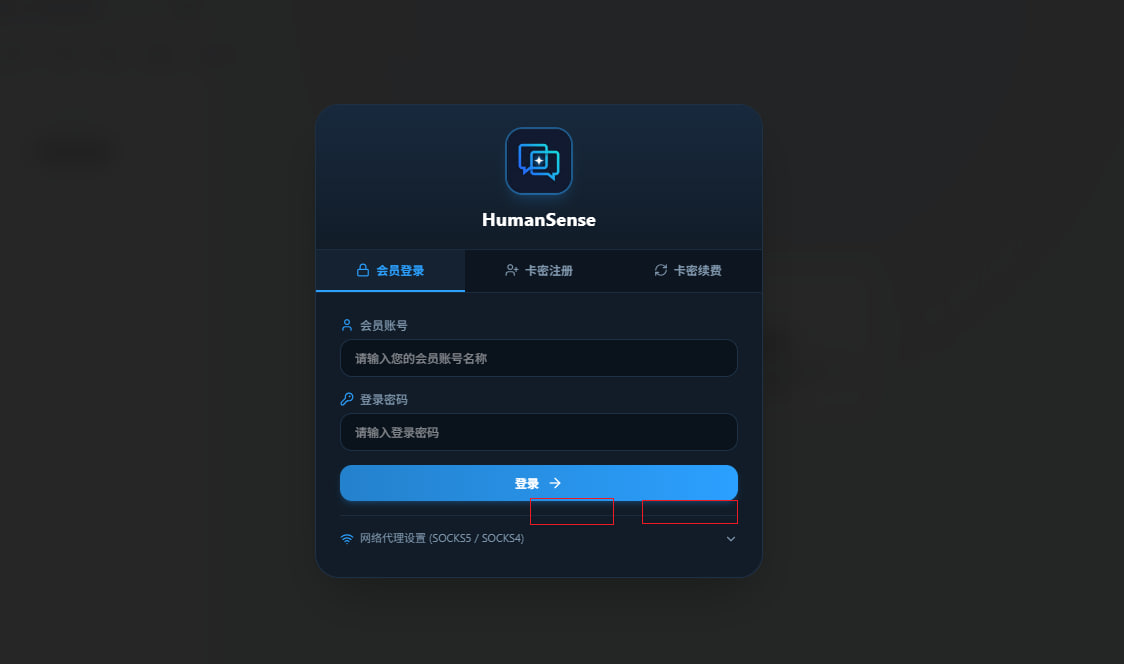 HumanSense
会员登录 卡密注册 卡密续费
会员账号
请输入您的会员账号名称
登录密码
请输入登录密码
登录
网络代理设置 (SOCKS5 / SOCKS4)